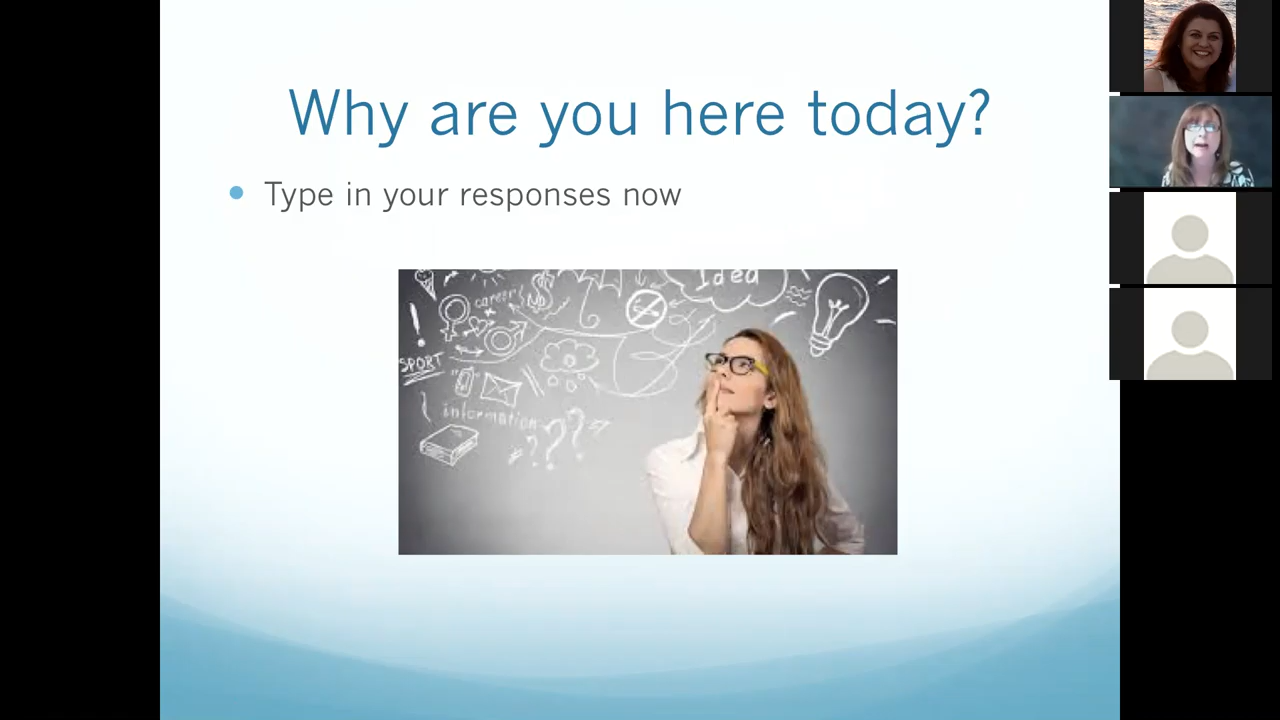 Why are you here today?
Type in your responses now
Idea
career
SPORT
information
???